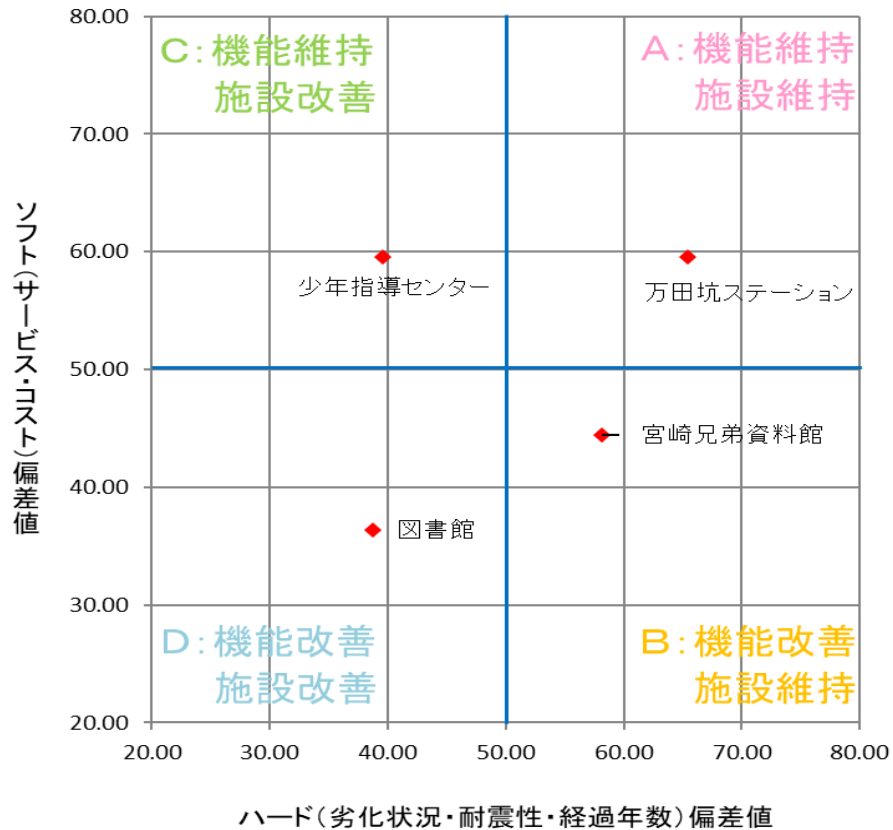 80.00
C：機能維持
施設改善
A：機能維持
施設維持
70.00
ソフト（サービス・コスト）偏差値
60.00
少年指導センター
万田坑ステーション
50.00
宮崎兄弟資料館
40.00
図書館
30.00
D：機能改善
施設改善
B：機能改善
施設維持
20.00
20.00 30.00 40.00 50.00 60.00 70.00 80.00
ハード（劣化状況・耐震性・経過年数）偏差値